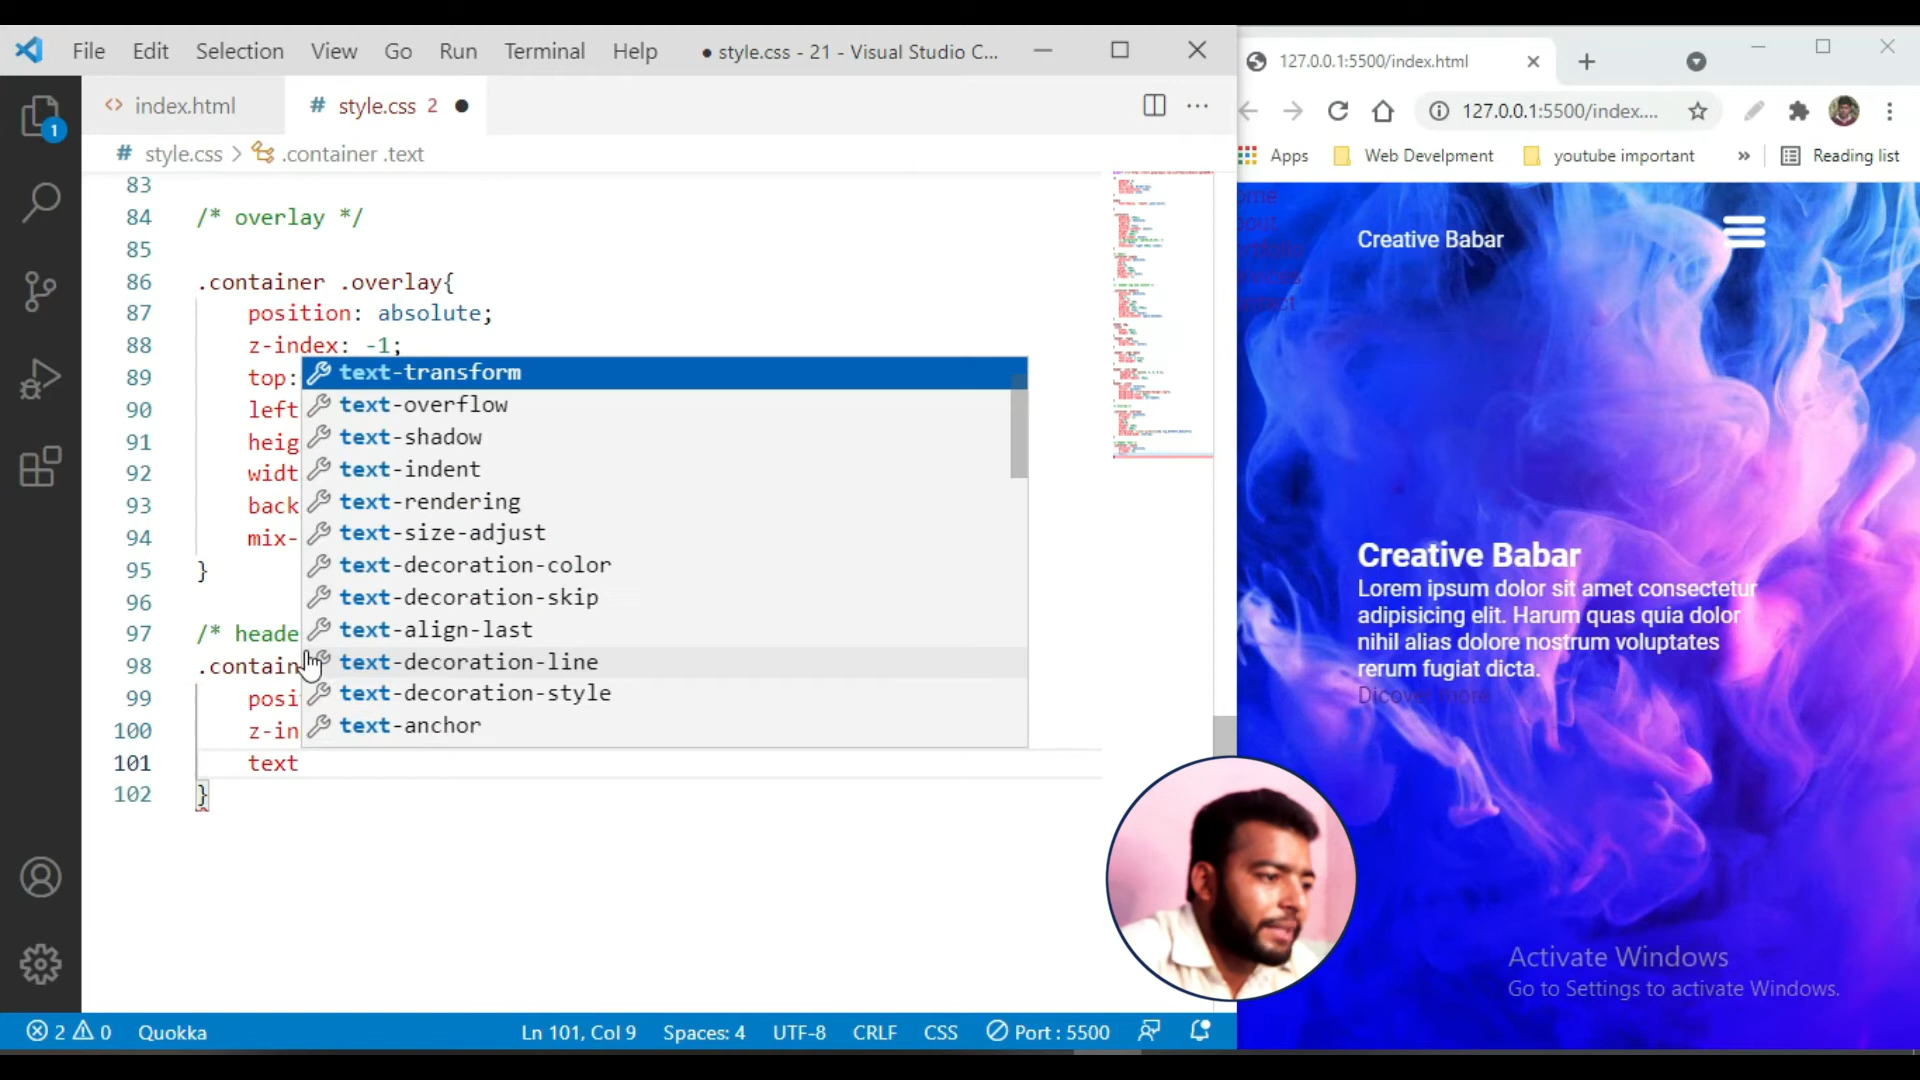 File Edit Selection View Go Run Terminal Help ● style.css - 21 - Visual Studio C...
index.html # style.css 2 ●
# style.css > .container .text
83
84 /* overlay */
85
86 .container .overlay{
87 position: absolute;
88 z-index: -1;
89 top:
90 left
91 heig
92 widt
93 back
94 mix-
95 }
96
97 /* heade
98 .contain
99 posi
100 z-in
101 text
102 }
text-transform
text-overflow
text-shadow
text-indent
text-rendering
text-size-adjust
text-decoration-color
text-decoration-skip
text-align-last
text-decoration-line
text-decoration-style
text-anchor
1
2 0 Quokka Ln 101, Col 9 Spaces: 4 UTF-8 CRLF CSS Port : 5500
127.0.0.1:5500/index.html
127.0.0.1:5500/index....
Apps Web Develpment youtube important » Reading list
ome
bout
rtfolio
ntact
Creative Babar
Creative Babar
Lorem ipsum dolor sit amet consectetur
adipisicing elit. Harum quas quia dolor
nihil alias dolore nostrum voluptates
rerum fugiat dicta.
Dicover more
Activate Windows
Go to Settings to activate Windows.